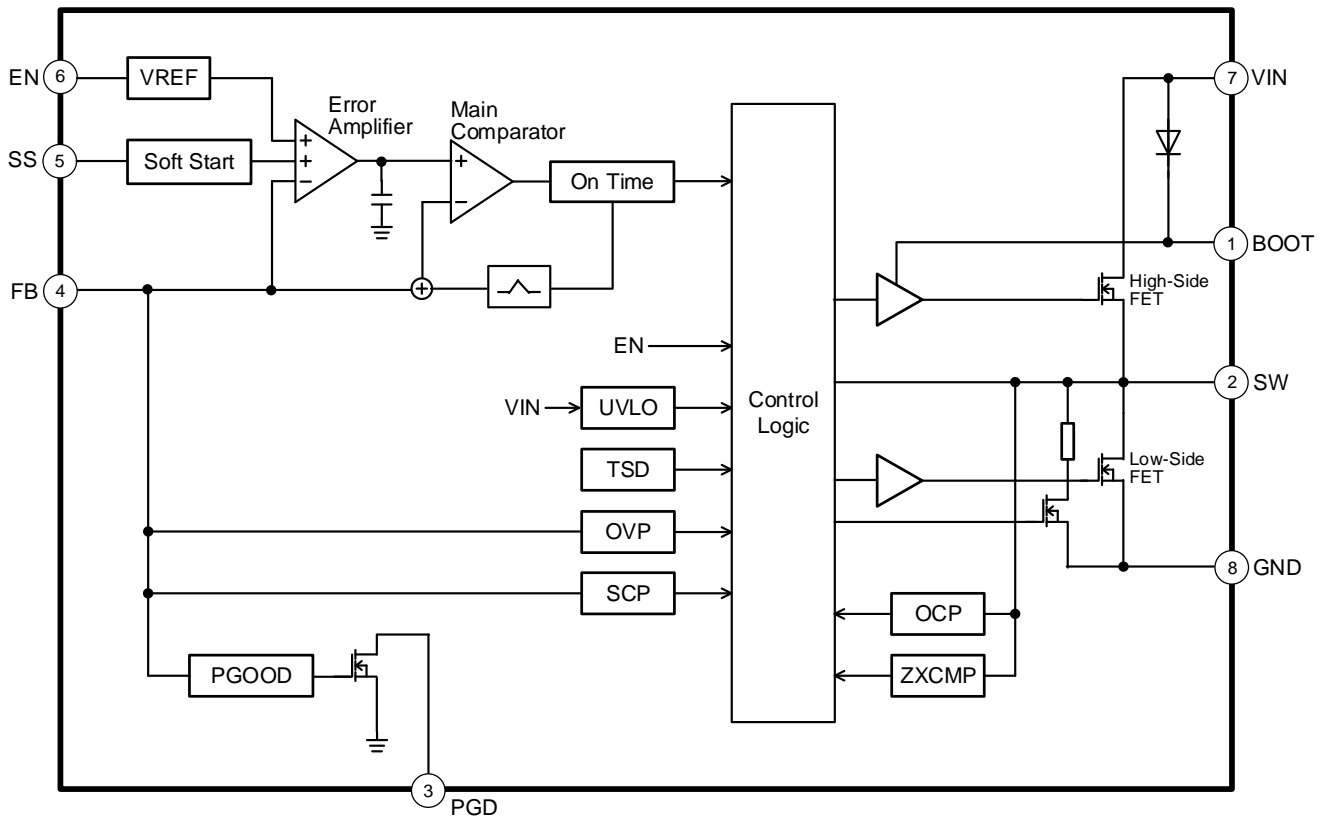 EN
6
VREF
SS
5
Soft Start
FB
4
Error
Amplifier
Main
Comparator
On Time
EN
VIN
UVLO
TSD
OVP
SCP
PGOOD
3
PGD
Control
Logic
7
VIN
1
BOOT
High-Side
FET
2
SW
Low-Side
FET
8
GND
OCP
ZXCMP